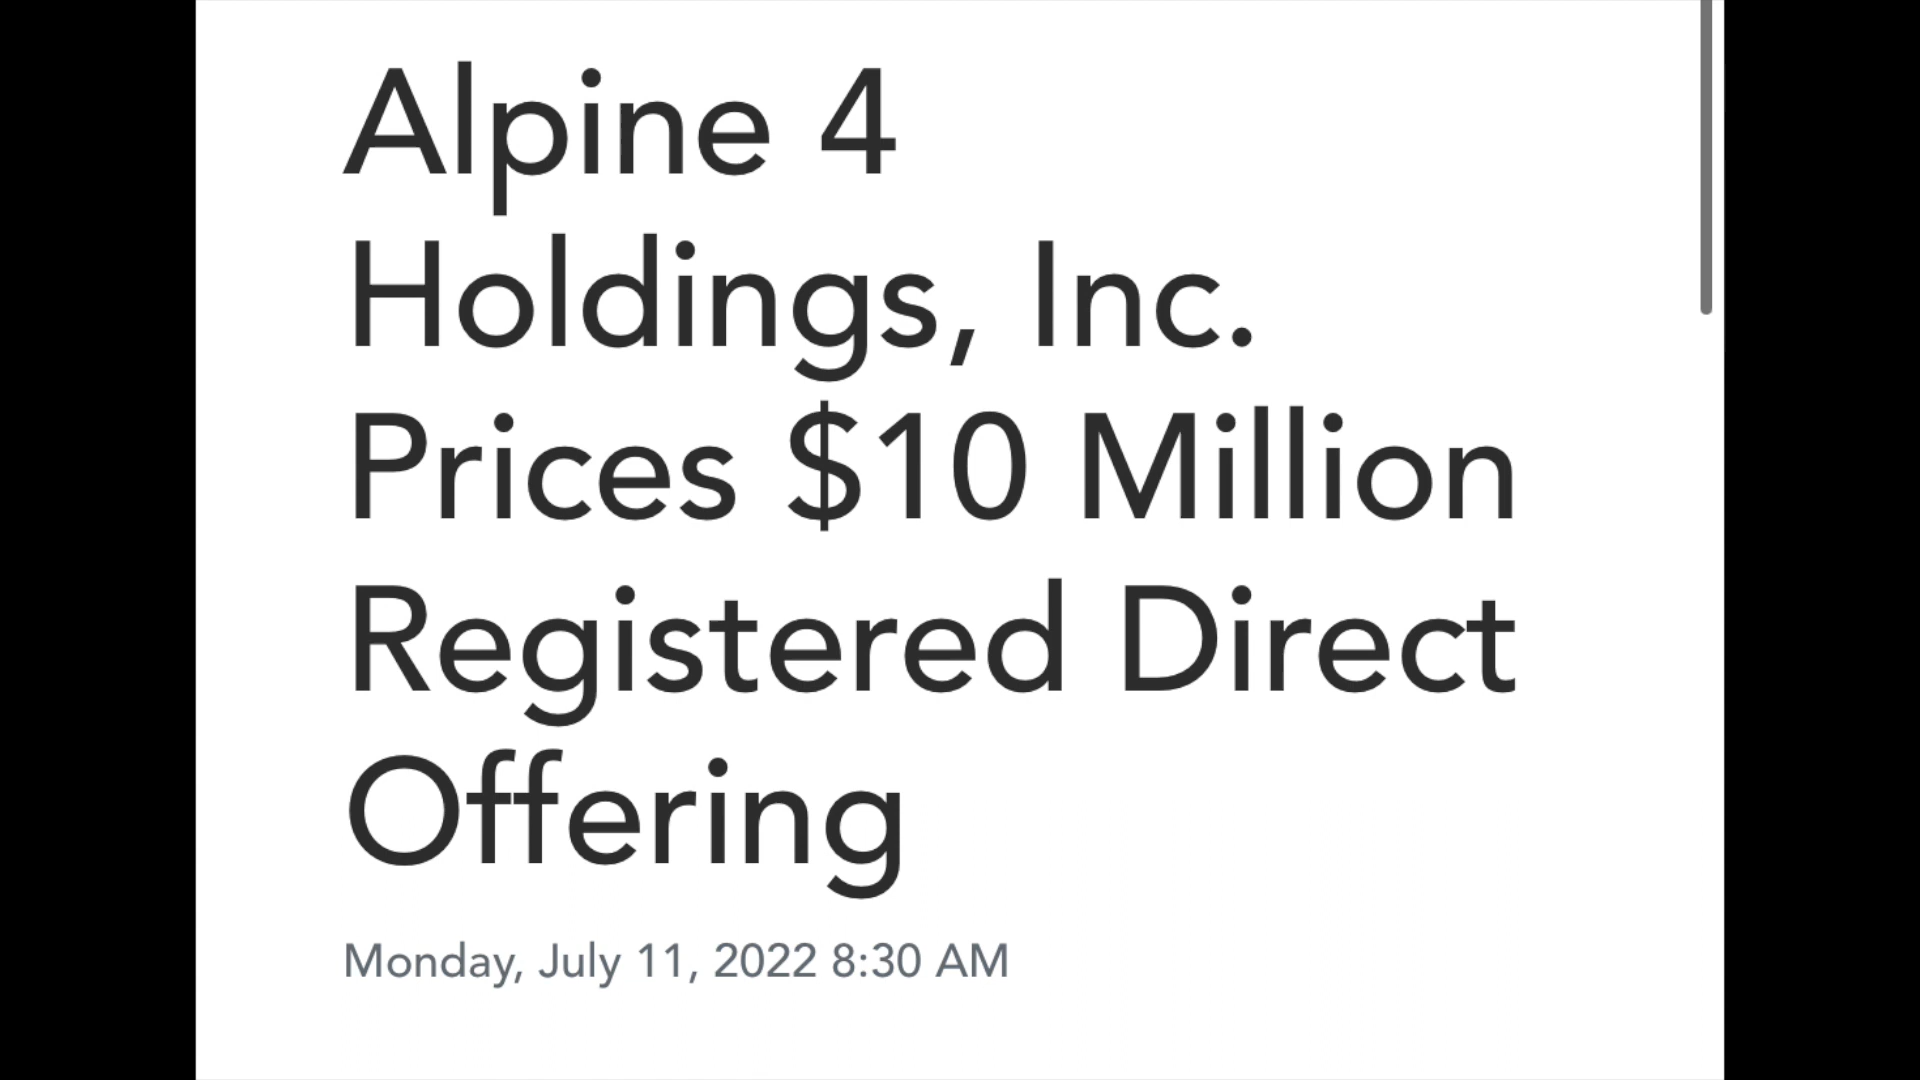 Alpine 4
Holdings, Inc.
Prices $10 Million
Registered Direct
Offering
Monday, July 11, 2022 8:30 AM